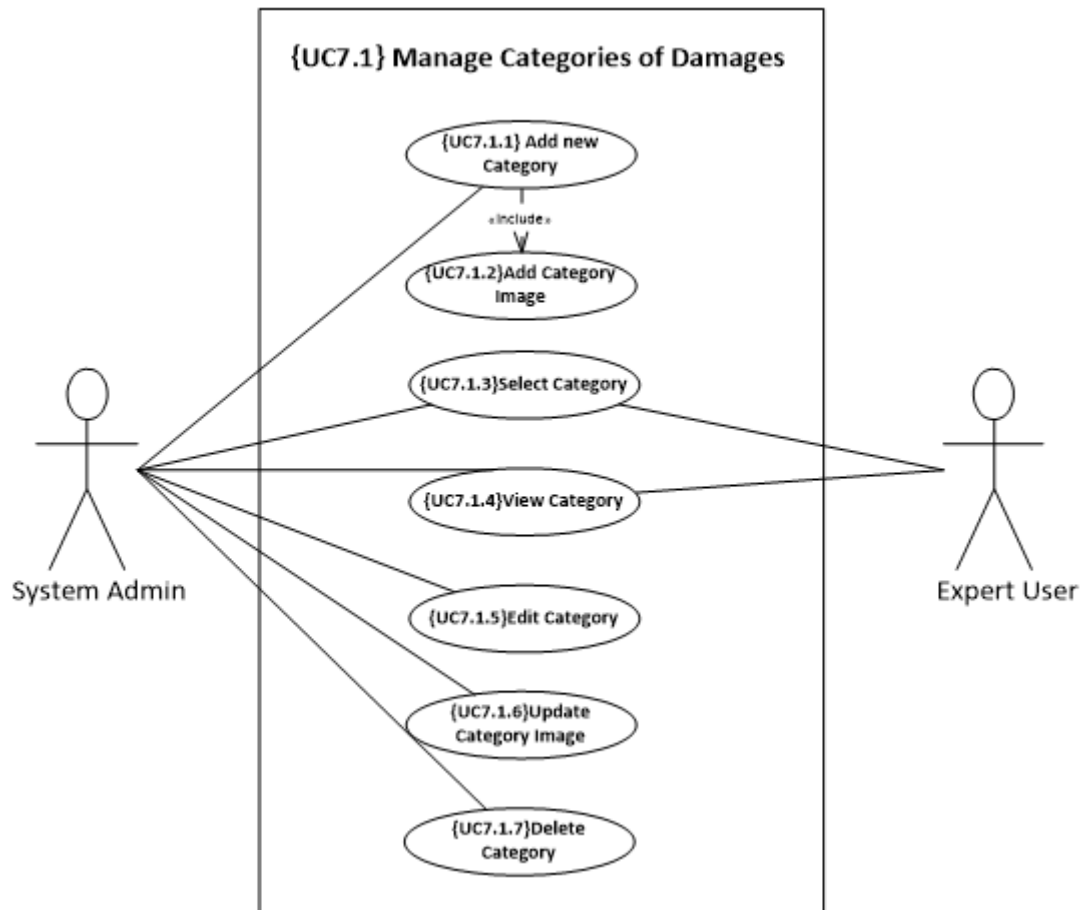 {UC7.1} Manage Categories of Damages
{UC7.1.1} Add new
Category
«Include»
{UC7.1.2}Add Category
Image
{UC7.1.3}Select Category
{UC7.1.4}View Category
System Admin
Expert User
{UC7.1.5}Edit Category
{UC7.1.6}Update
Category Image
{UC7.1.7}Delete
Category